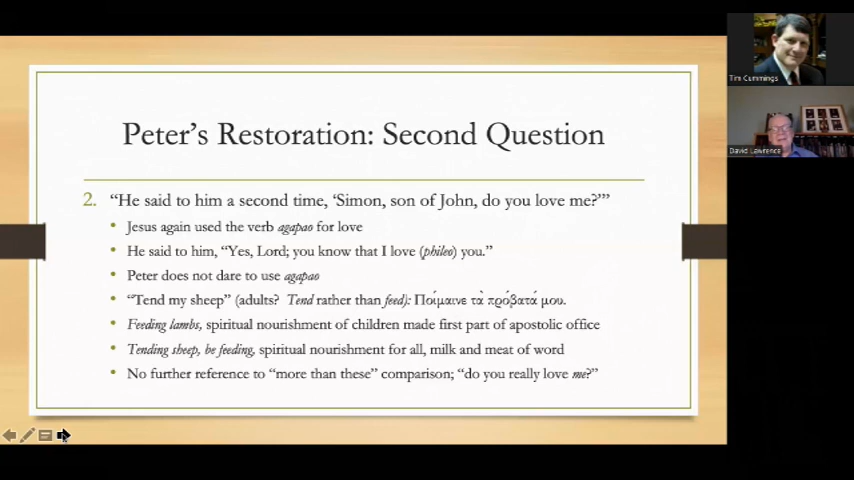 Peter’s Restoration: Second Question
2. “He said to him a second time, ‘Simon, son of John, do you love me?’”
• Jesus again used the verb agapao for love
• He said to him, “Yes, Lord; you know that I love (phileo) you.”
• Peter does not dare to use agapao
• “Tend my sheep” (adults? Tend rather than feed): Ποίμαινε τὰ πρόβατά μου.
• Feeding lambs, spiritual nourishment of children made first part of apostolic office
• Tending sheep, be feeding, spiritual nourishment for all, milk and meat of word
• No further reference to “more than these” comparison; “do you really love me?”
Tim Cummings
David Lawrence